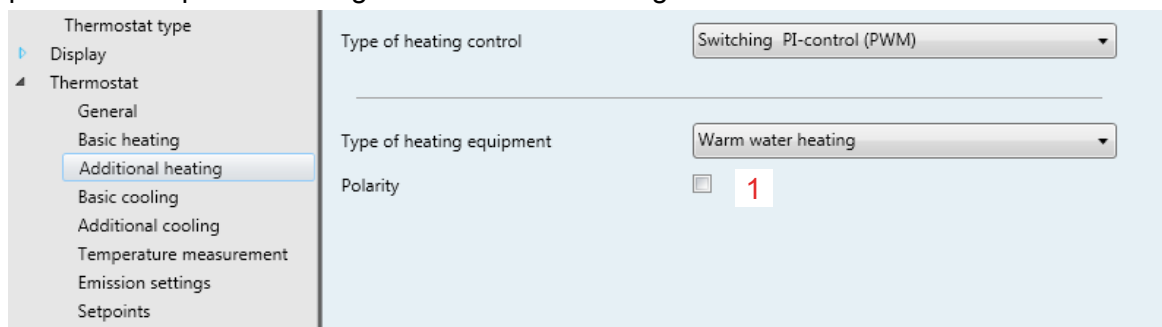 Thermostat type
Display
Thermostat
General
Basic heating
Additional heating
Basic cooling
Additional cooling
Temperature measurement
Emission settings
Setpoints
Type of heating control Switching PI-control (PWM)
Type of heating equipment Warm water heating
Polarity 1